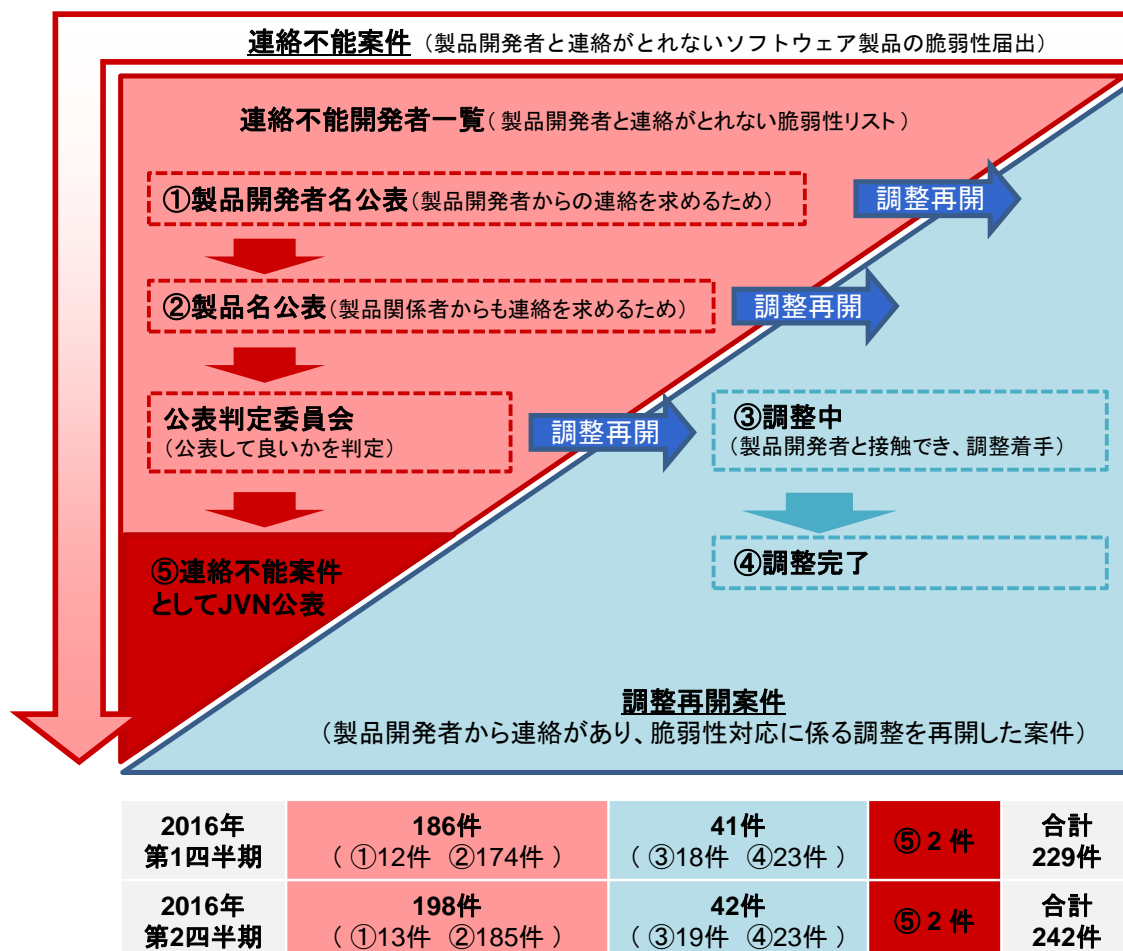 連絡不能案件（製品開発者と連絡がとれないソフトウェア製品の脆弱性届出）
連絡不能開発者一覧（製品開発者と連絡がとれない脆弱性リスト）
①製品開発者名公表（製品開発者からの連絡を求めるため）
調整再開
②製品名公表（製品関係者からも連絡を求めるため）
調整再開
公表判定委員会
（公表して良いかを判定）
調整再開
③調整中
（製品開発者と接触でき、調整着手）
④調整完了
⑤連絡不能案件
としてJVN公表
調整再開案件
（製品開発者から連絡があり、脆弱性対応に係る調整を再開した案件）
2016年
第1四半期
186件
（ ①12件 ②174件 ）
41件
（ ③18件 ④23件 ）
⑤ 2 件
合計
229件
2016年
第2四半期
198件
（ ①13件 ②185件 ）
42件
（ ③19件 ④23件 ）
⑤ 2 件
合計
242件